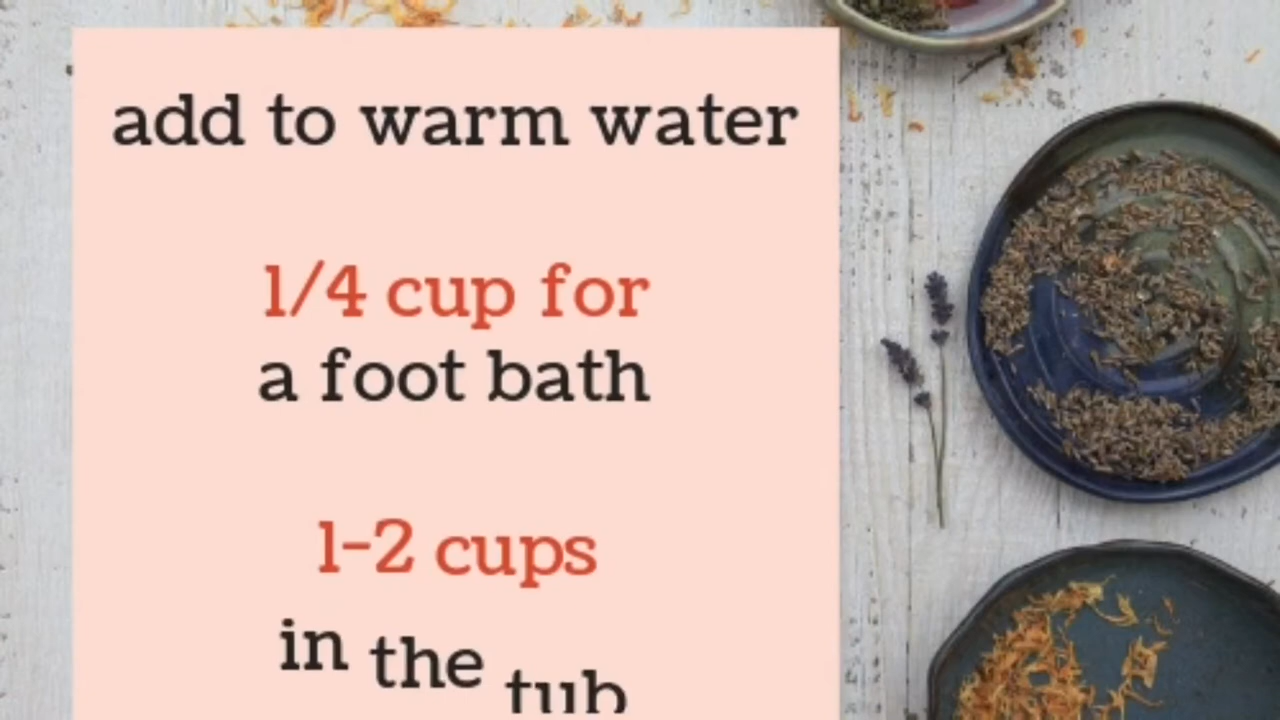 add to warm water
1/4 cup for
a foot bath
1-2 cups
in the tub